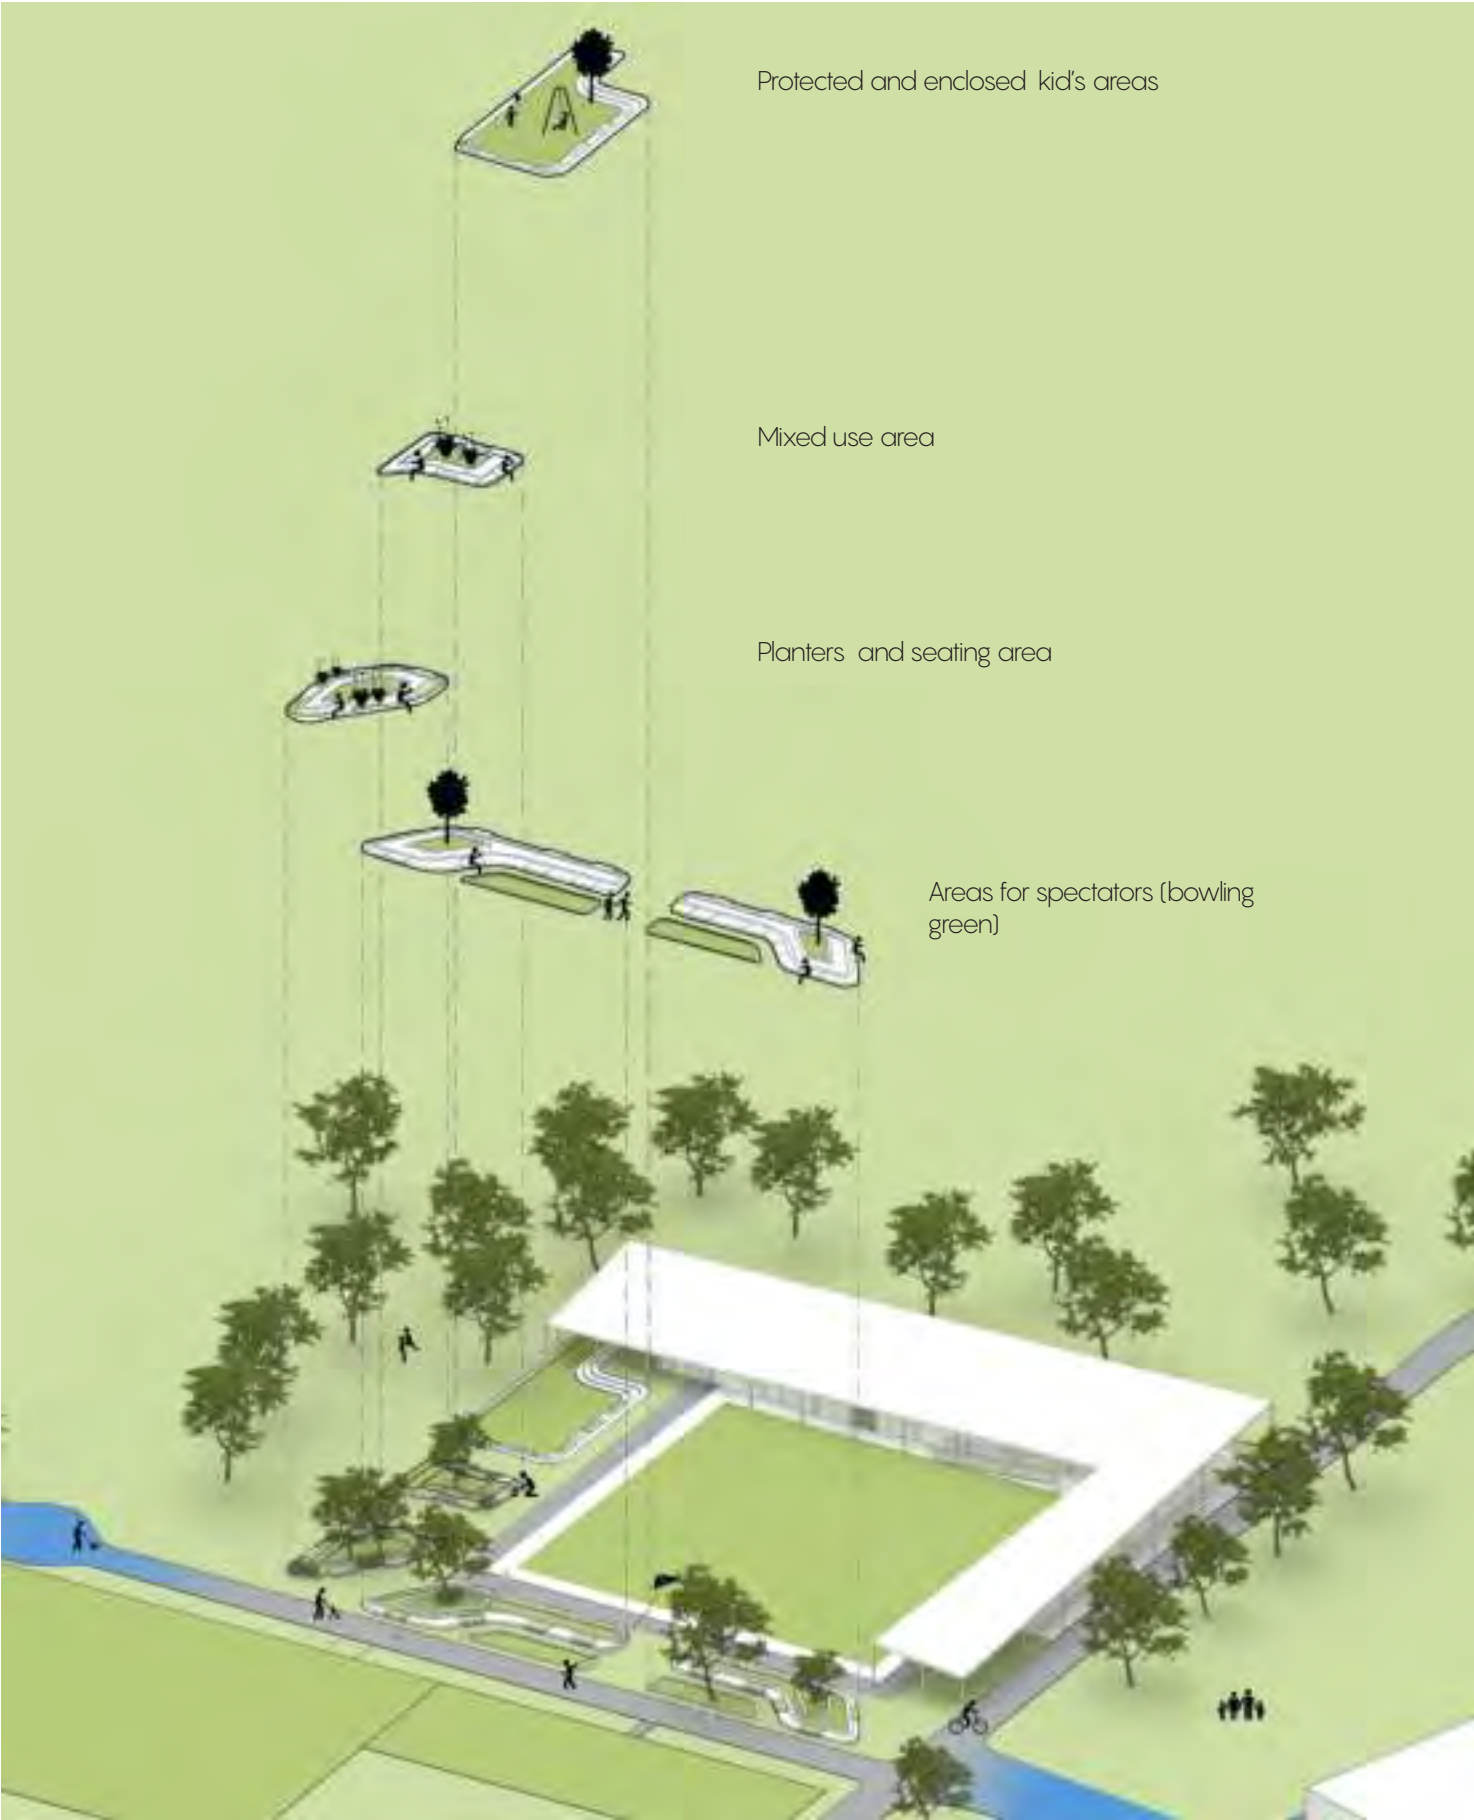 Protected and enclosed kid's areas
Mixed use area
Planters and seating area
Areas for spectators (bowling
green)